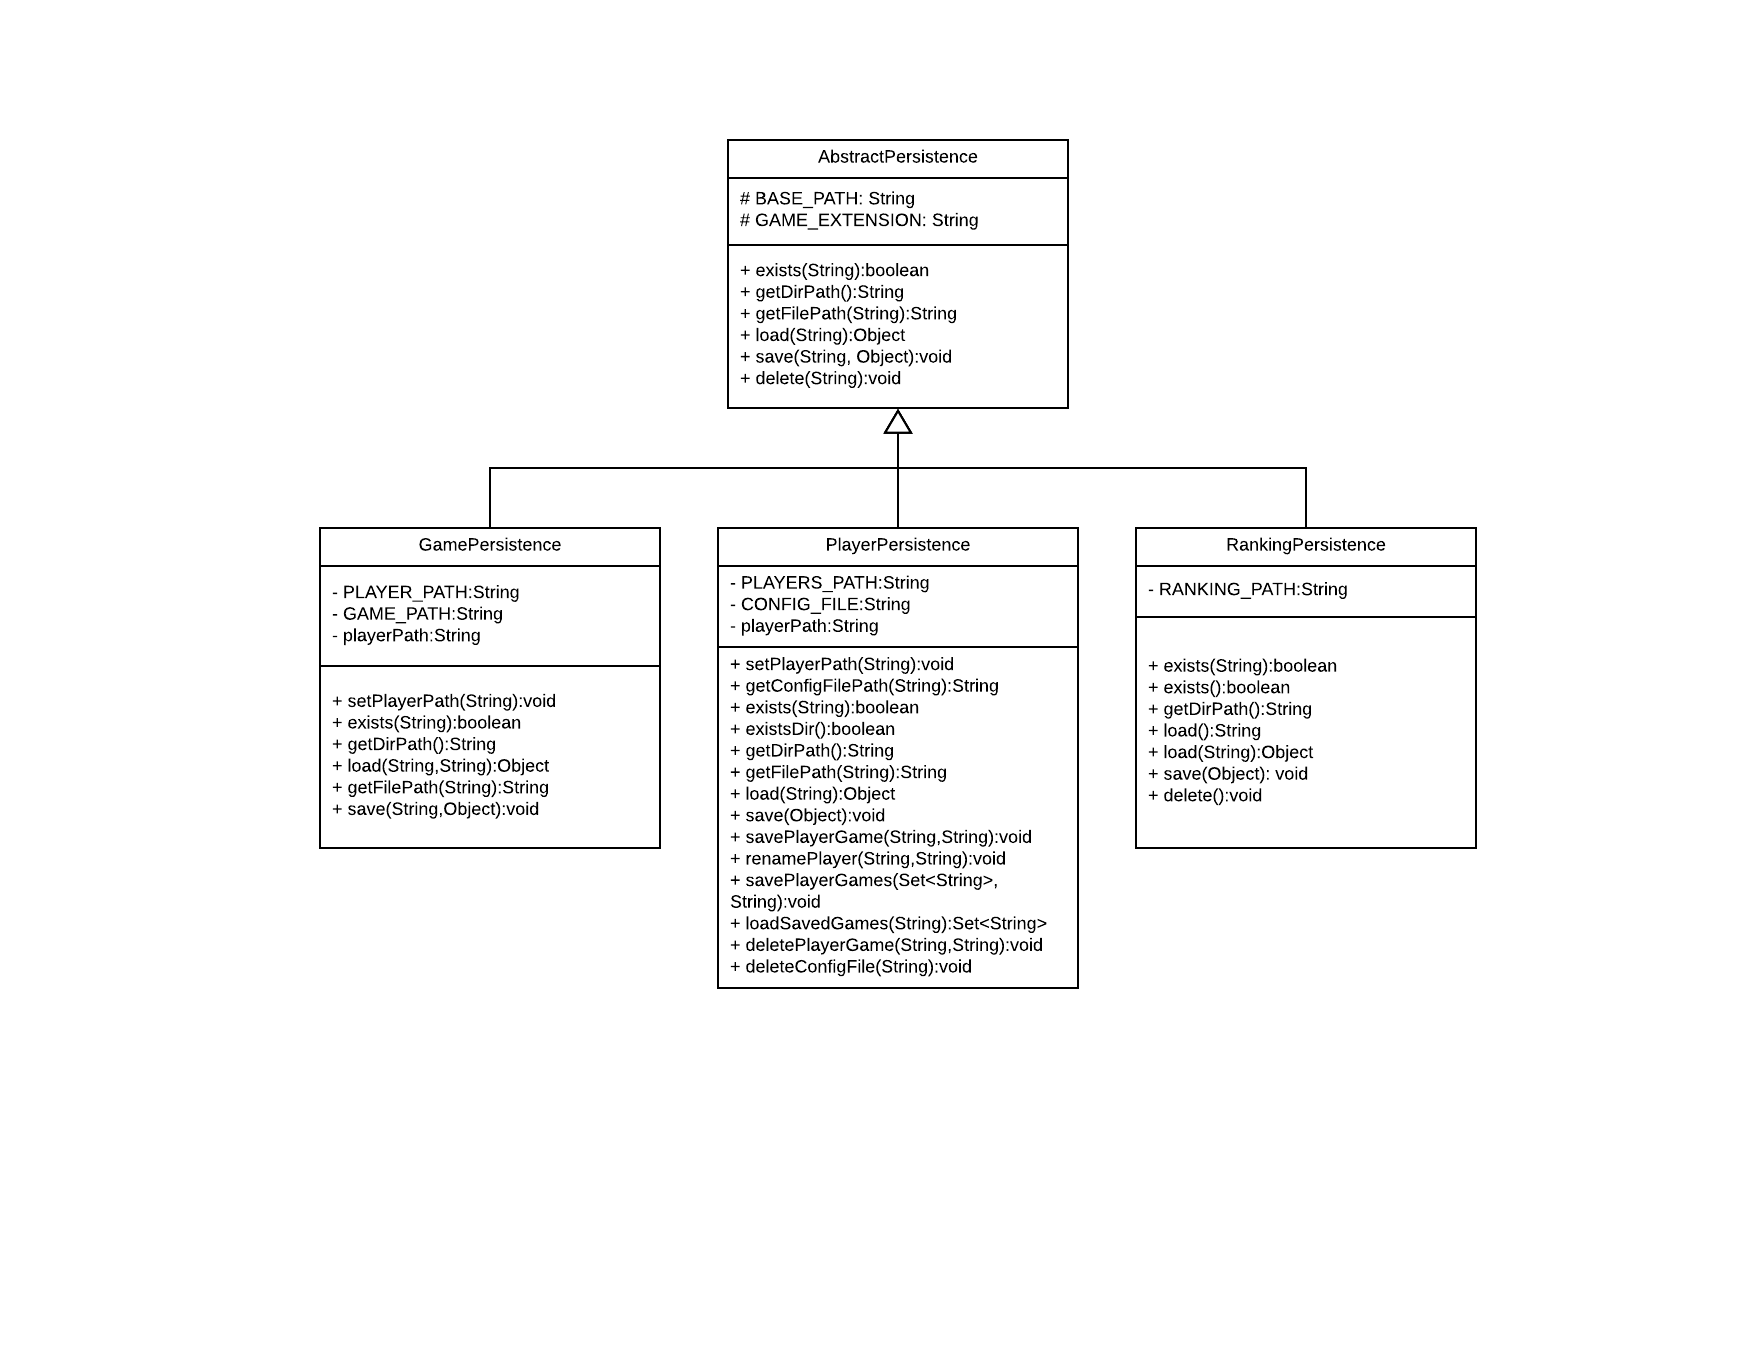 AbstractPersistence
# BASE_PATH: String
# GAME_EXTENSION: String
+ exists(String):boolean
+ getDirPath():String
+ getFilePath(String):String
+ load(String):Object
+ save(String, Object):void
+ delete(String):void
GamePersistence
- PLAYER_PATH:String
- GAME_PATH:String
- playerPath:String
+ setPlayerPath(String):void
+ exists(String):boolean
+ getDirPath():String
+ load(String,String):Object
+ getFilePath(String):String
+ save(String,Object):void
PlayerPersistence
- PLAYERS_PATH:String
- CONFIG_FILE:String
- playerPath:String
+ setPlayerPath(String):void
+ getConfigFilePath(String):String
+ exists(String):boolean
+ existsDir():boolean
+ getDirPath():String
+ getFilePath(String):String
+ load(String):Object
+ save(Object):void
+ savePlayerGame(String,String):void
+ renamePlayer(String,String):void
+ savePlayerGames(Set<String>,
String):void
+ loadSavedGames(String):Set<String>
+ deletePlayerGame(String,String):void
+ deleteConfigFile(String):void
RankingPersistence
- RANKING_PATH:String
+ exists(String):boolean
+ exists():boolean
+ getDirPath():String
+ load():String
+ load(String):Object
+ save(Object): void
+ delete():void